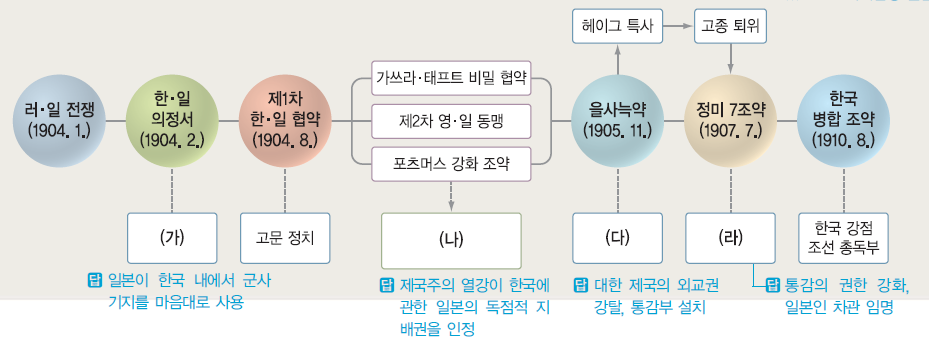 헤이그 특사
고종 퇴위
러·일 전쟁
(1904. 1.)
한·일
의정서
(1904. 2.)
제1차
한·일 협약
(1904. 8.)
가쓰라·태프트 비밀 협약
제2차 영·일 동맹
포츠머스 강화 조약
을사늑약
(1905. 11.)
정미 7조약
(1907. 7.)
한국
병합 조약
(1910. 8.)
(가)
고문 정치
(나)
(다)
(라)
한국 강점
조선 총독부
답 일본이 한국 내에서 군사
기지를 마음대로 사용
답 제국주의 열강이 한국에
관한 일본의 독점적 지
배권을 인정
답 대한 제국의 외교권
강탈, 통감부 설치
답 통감의 권한 강화,
일본인 차관 임명